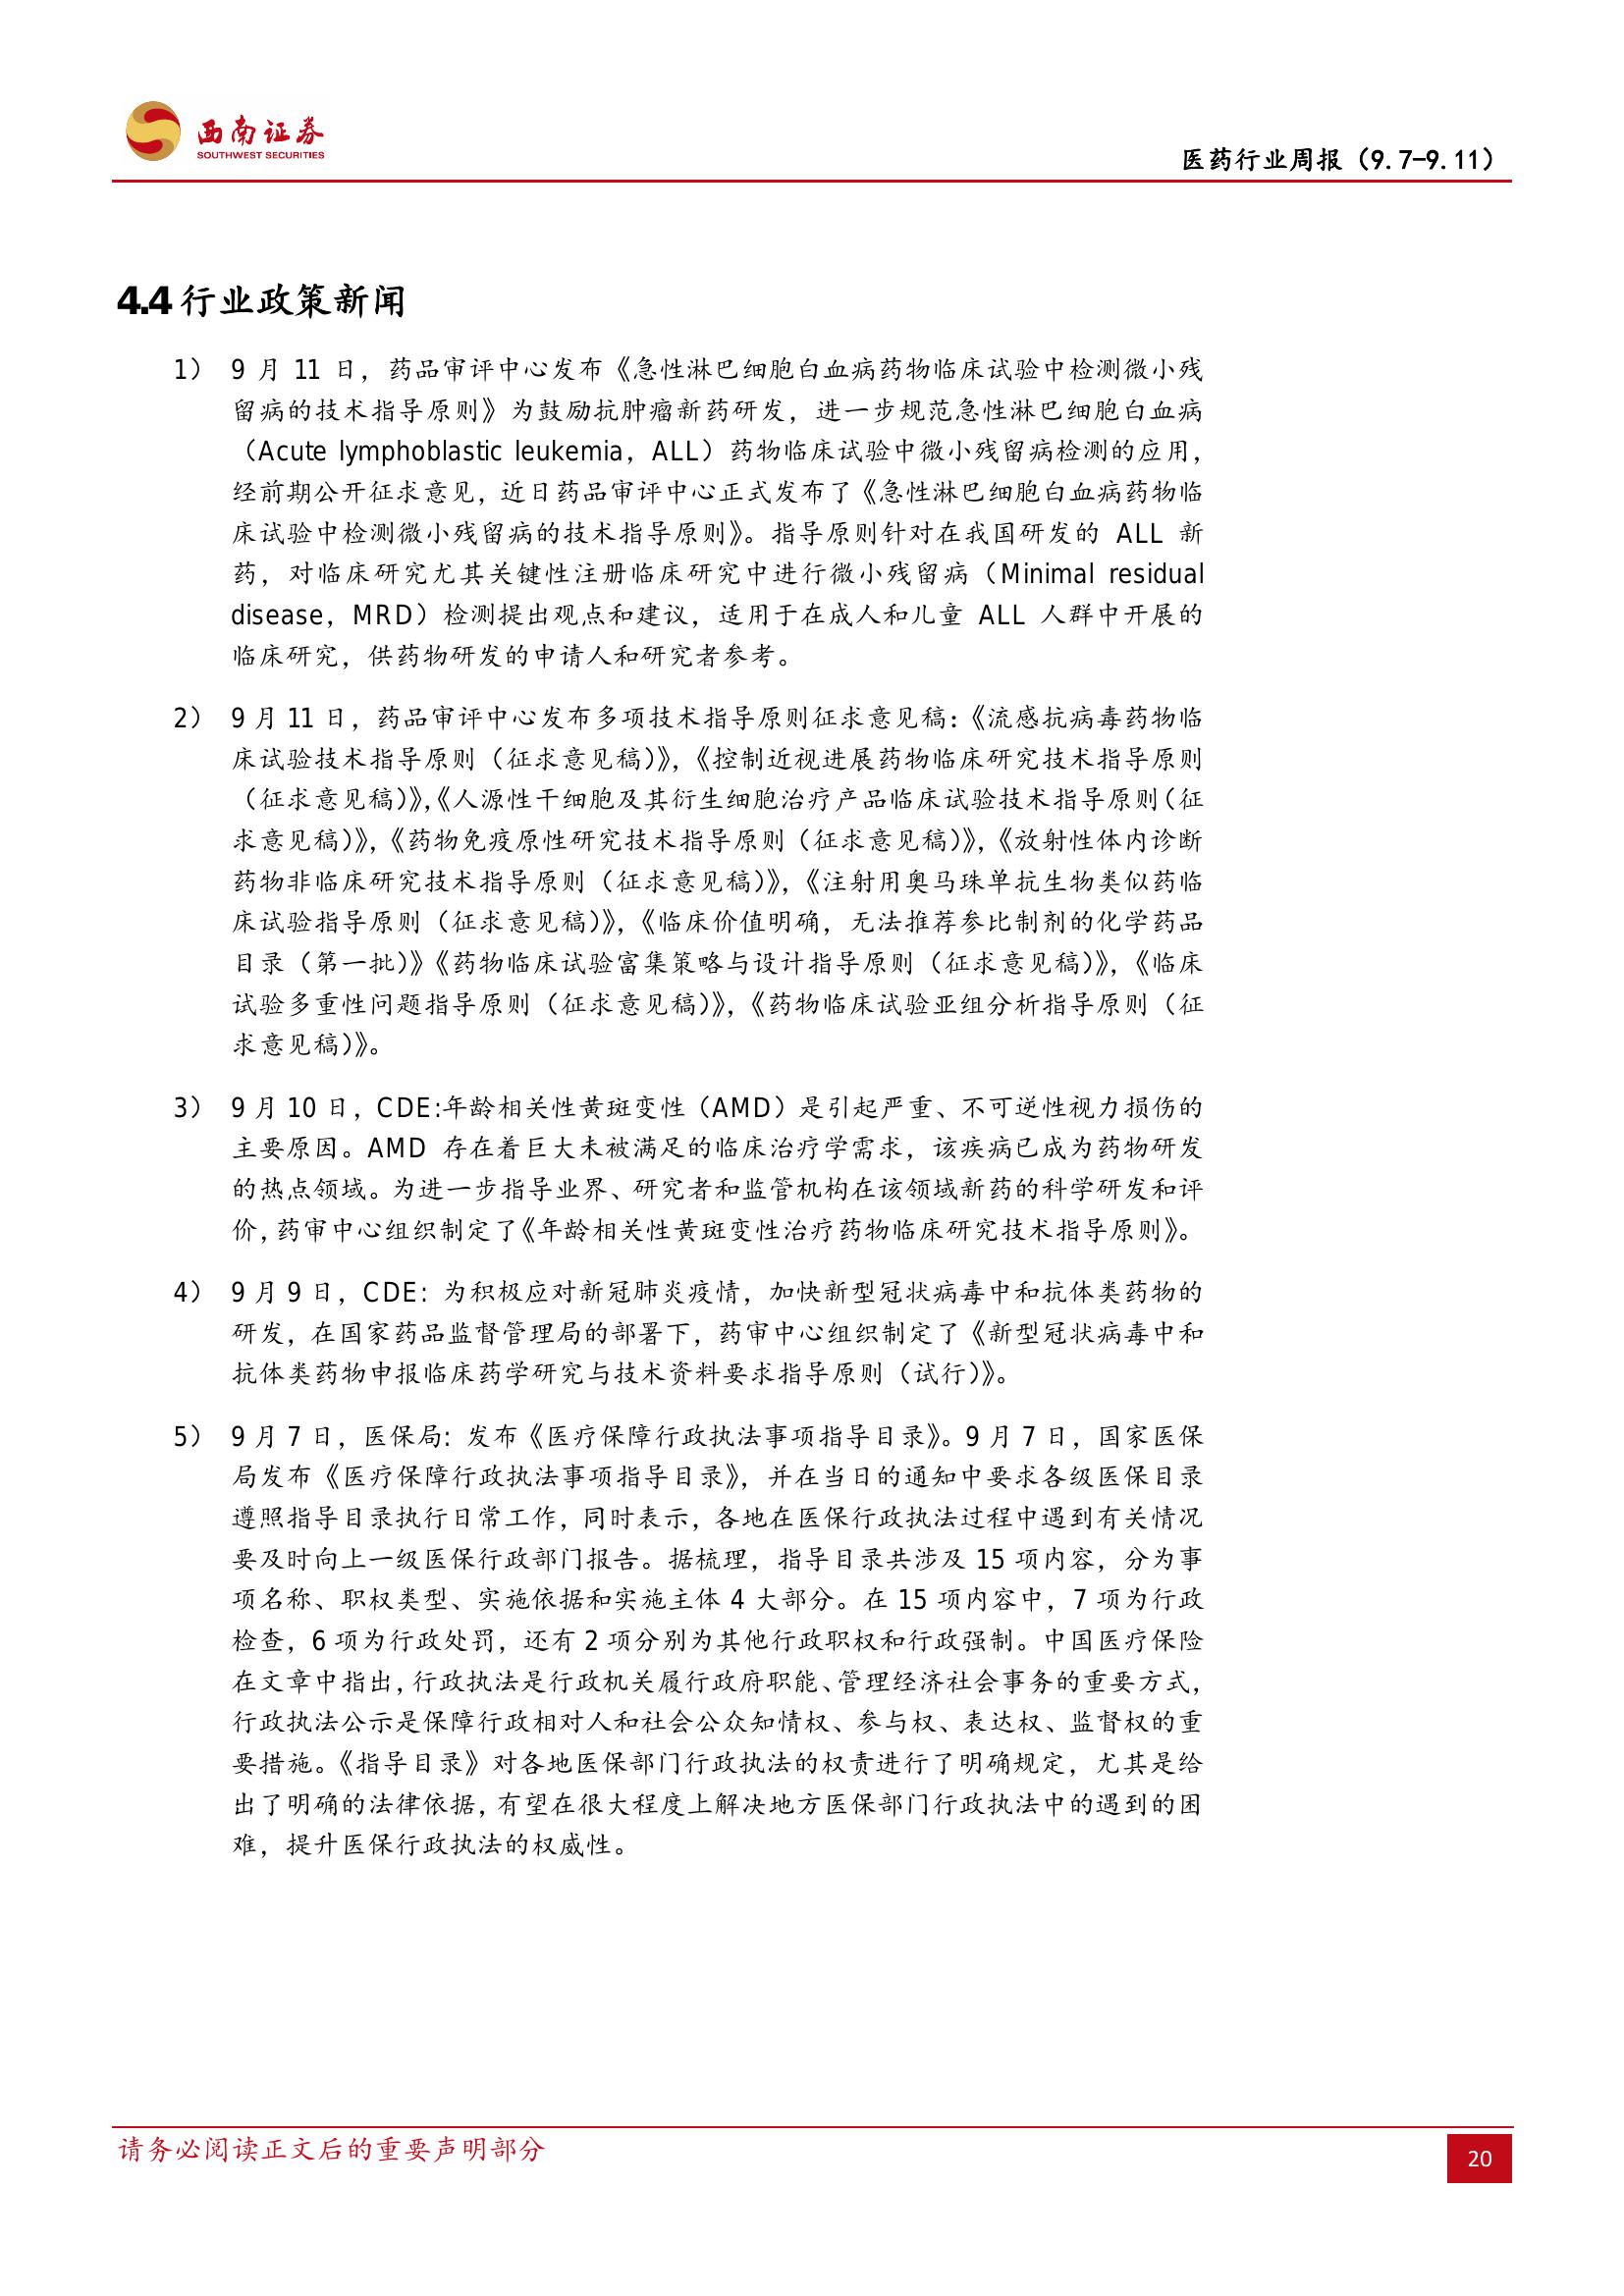 西南证券
SOUTHWEST SECURITIES
医药行业周报（9.7-9.11）
4.4 行业政策新闻
1） 9 月 11 日，药品审评中心发布《急性淋巴细胞白血病药物临床试验中检测微小残
留病的技术指导原则》为鼓励抗肿瘤新药研发，进一步规范急性淋巴细胞白血病
（Acute lymphoblastic leukemia，ALL）药物临床试验中微小残留病检测的应用，
经前期公开征求意见，近日药品审评中心正式发布了《急性淋巴细胞白血病药物临
床试验中检测微小残留病的技术指导原则》。指导原则针对在我国研发的 ALL 新
药，对临床研究尤其关键性注册临床研究中进行微小残留病（Minimal residual
disease，MRD）检测提出观点和建议，适用于在成人和儿童 ALL 人群中开展的
临床研究，供药物研发的申请人和研究者参考。
2） 9 月 11 日，药品审评中心发布多项技术指导原则征求意见稿：《流感抗病毒药物临
床试验技术指导原则（征求意见稿）》，《控制近视进展药物临床研究技术指导原则
（征求意见稿）》，《人源性干细胞及其衍生细胞治疗产品临床试验技术指导原则（征
求意见稿）》，《药物免疫原性研究技术指导原则（征求意见稿）》，《放射性体内诊断
药物非临床研究技术指导原则（征求意见稿）》，《注射用奥马珠单抗生物类似药临
床试验指导原则（征求意见稿）》，《临床价值明确，无法推荐参比制剂的化学药品
目录（第一批）》《药物临床试验富集策略与设计指导原则（征求意见稿）》，《临床
试验多重性问题指导原则（征求意见稿）》，《药物临床试验亚组分析指导原则（征
求意见稿）》。
3） 9 月 10 日，CDE:年龄相关性黄斑变性（AMD）是引起严重、不可逆性视力损伤的
主要原因。AMD 存在着巨大未被满足的临床治疗学需求，该疾病已成为药物研发
的热点领域。为进一步指导业界、研究者和监管机构在该领域新药的科学研发和评
价，药审中心组织制定了《年龄相关性黄斑变性治疗药物临床研究技术指导原则》。
4） 9 月 9 日，CDE：为积极应对新冠肺炎疫情，加快新型冠状病毒中和抗体类药物的
研发，在国家药品监督管理局的部署下，药审中心组织制定了《新型冠状病毒中和
抗体类药物申报临床药学研究与技术资料要求指导原则（试行）》。
5） 9 月 7 日，医保局：发布《医疗保障行政执法事项指导目录》。9 月 7 日，国家医保
局发布《医疗保障行政执法事项指导目录》，并在当日的通知中要求各级医保目录
遵照指导目录执行日常工作，同时表示，各地在医保行政执法过程中遇到有关情况
要及时向上一级医保行政部门报告。据梳理，指导目录共涉及 15 项内容，分为事
项名称、职权类型、实施依据和实施主体 4 大部分。在 15 项内容中，7 项为行政
检查，6 项为行政处罚，还有 2 项分别为其他行政职权和行政强制。中国医疗保险
在文章中指出，行政执法是行政机关履行政府职能、管理经济社会事务的重要方式，
行政执法公示是保障行政相对人和社会公众知情权、参与权、表达权、监督权的重
要措施。《指导目录》对各地医保部门行政执法的权责进行了明确规定，尤其是给
出了明确的法律依据，有望在很大程度上解决地方医保部门行政执法中的遇到的困
难，提升医保行政执法的权威性。
请务必阅读正文后的重要声明部分
20